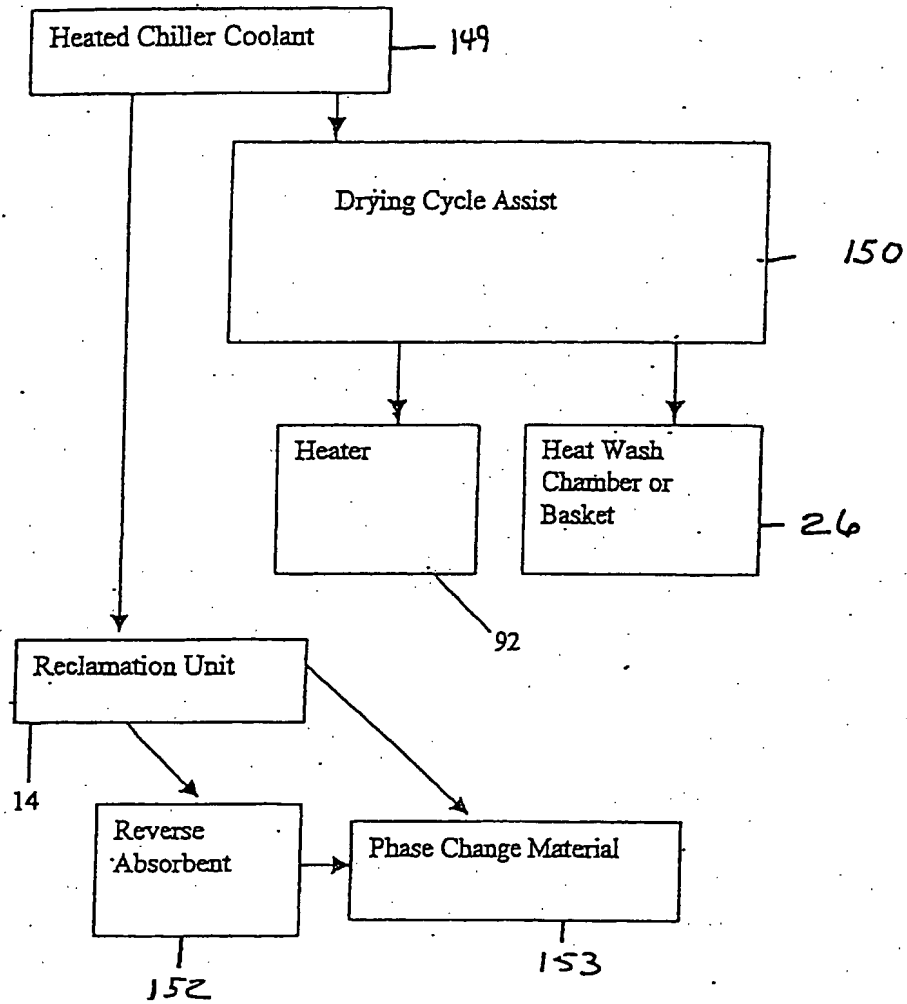 Heated Chiller Coolant
149
Drying Cycle Assist
150
Heater
Heat Wash
Chamber or
Basket
26
92
Reclamation Unit
14
Reverse
Absorbent
Phase Change Material
152
153